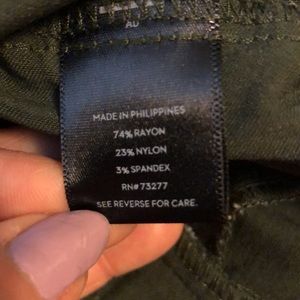 MADE IN PHILIPPINES
74% RAYON
23% NYLON
3% SPANDEX
RN# 73277
SEE REVERSE FOR CARE.